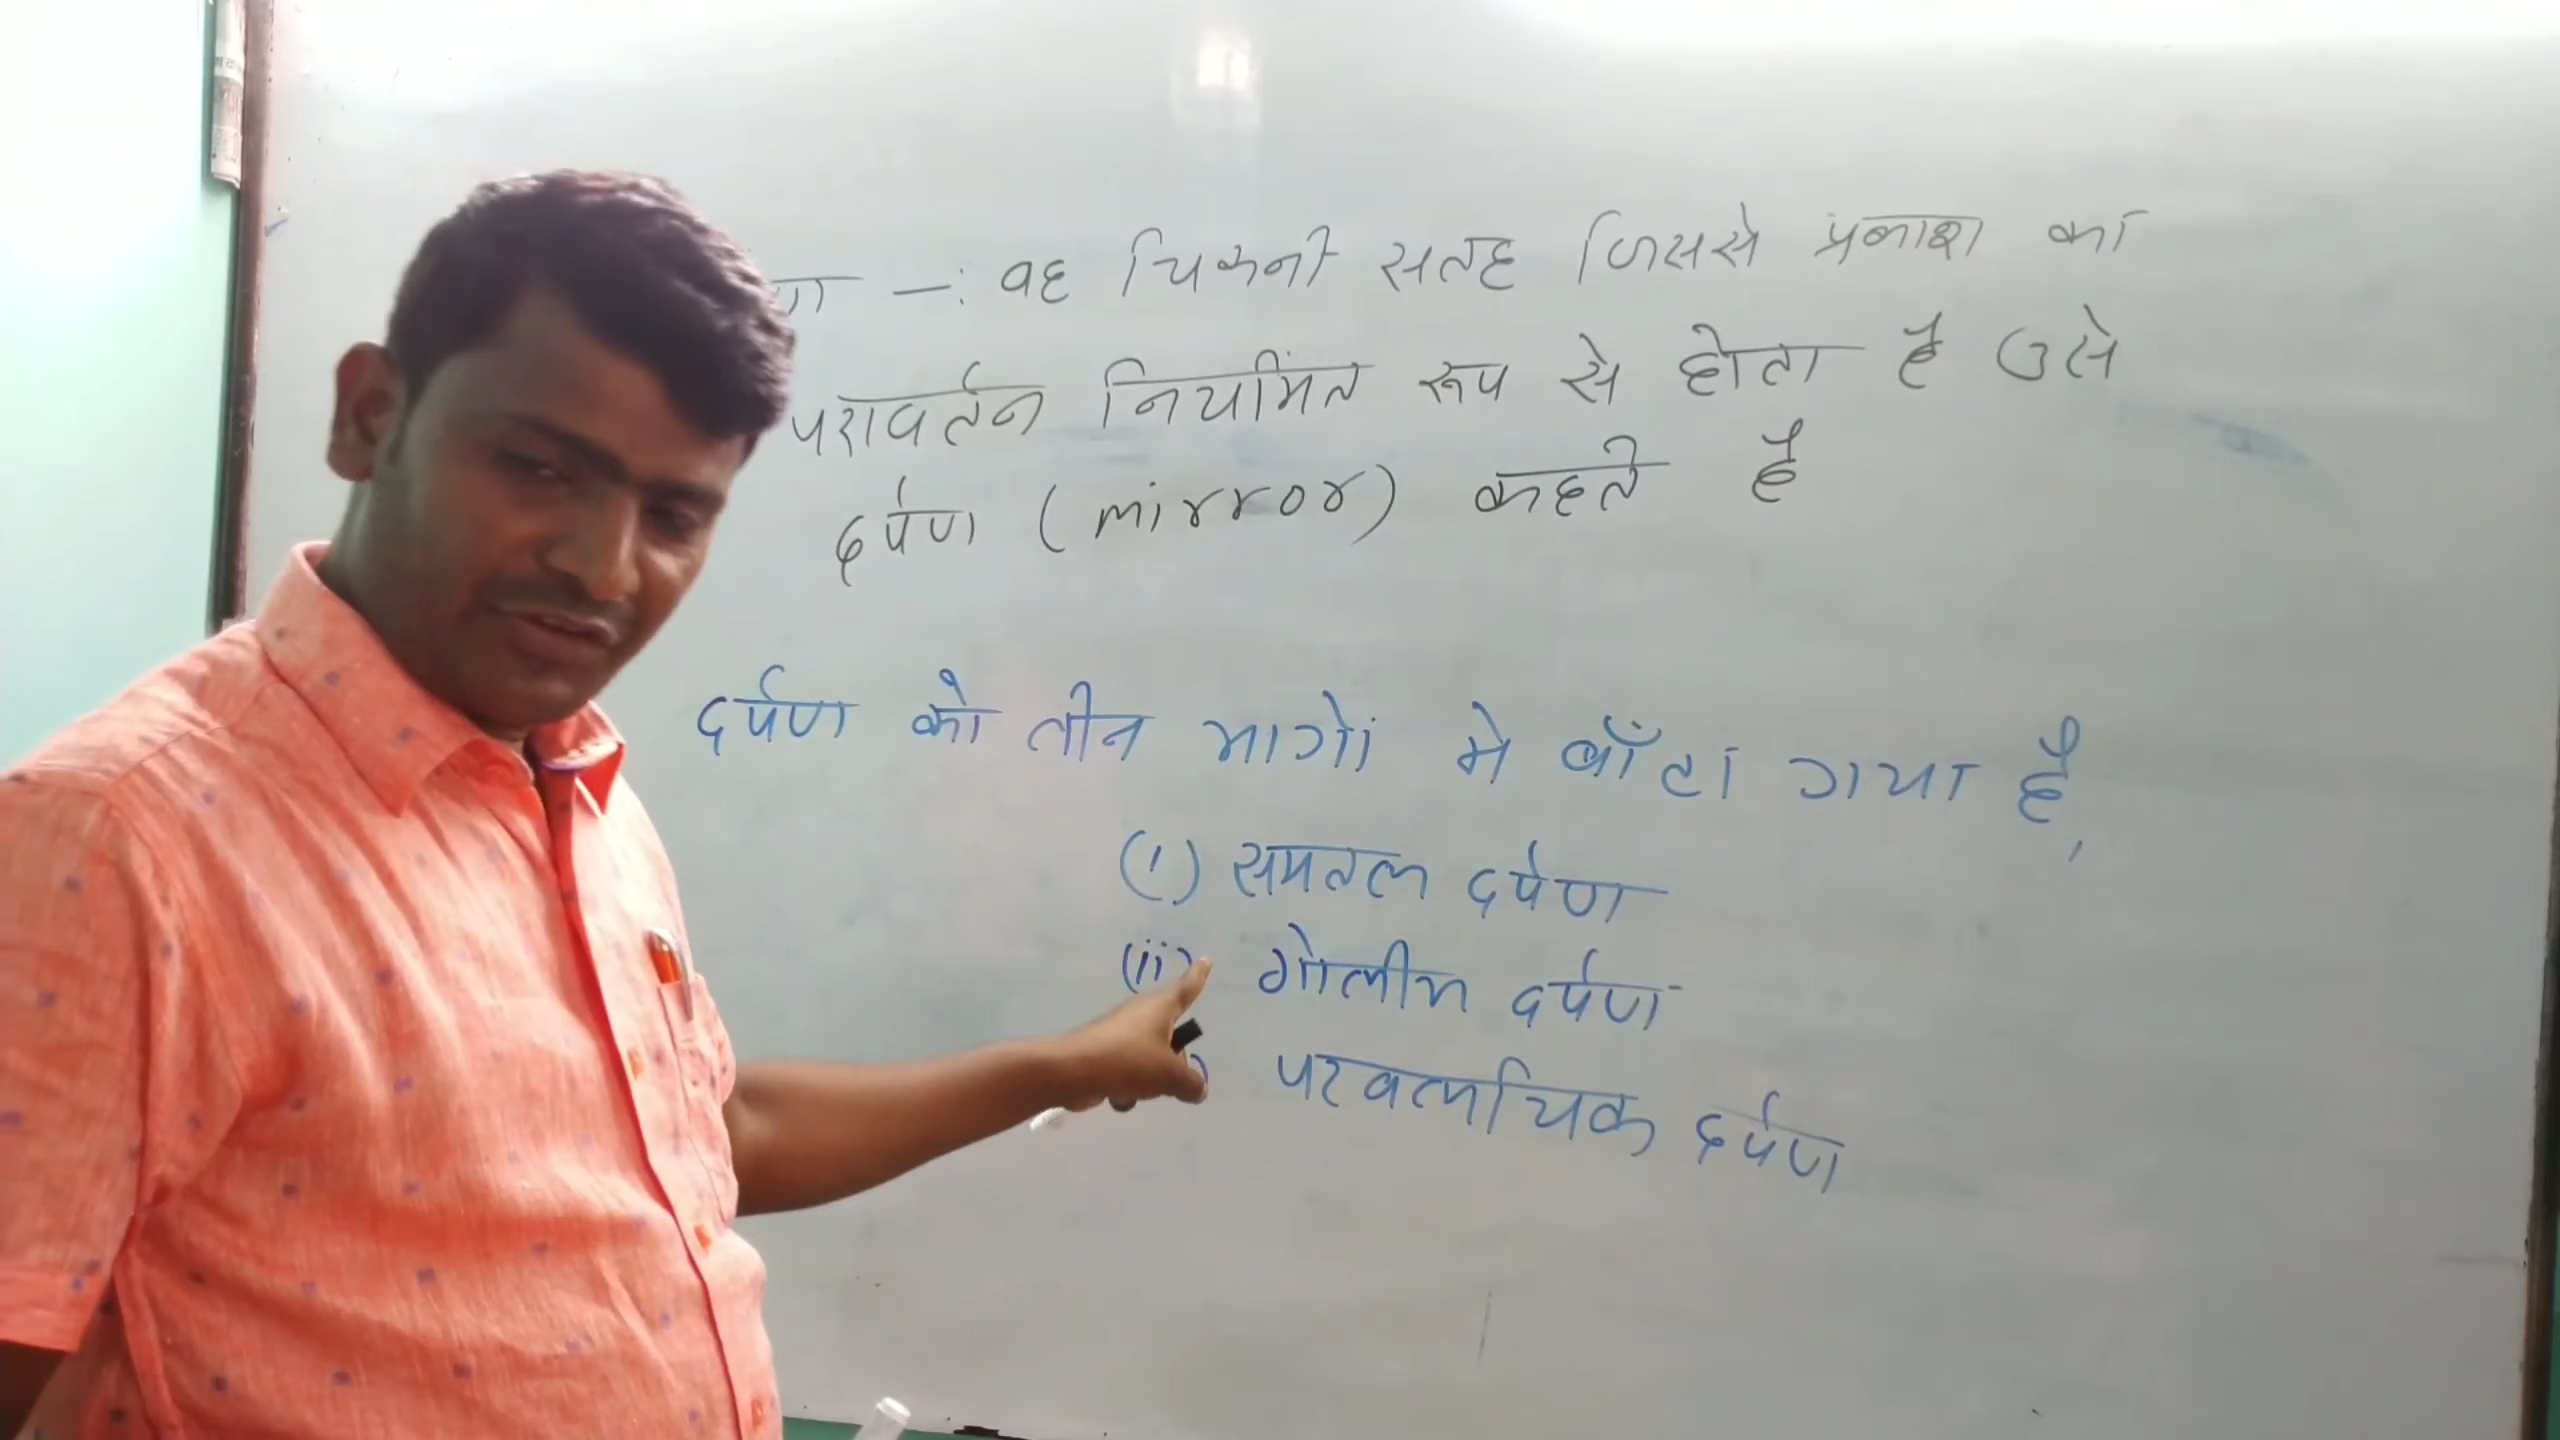 –: वह चिकनी सतह जिससे प्रकाश का
परावर्तन नियमित रूप से होता है उसे
दर्पण (mirror) कहते है
दर्पण को तीन भागों मे बाँटा गया है,
(i) समतल दर्पण
(ii) गोलीय दर्पण
परवलयिक दर्पण